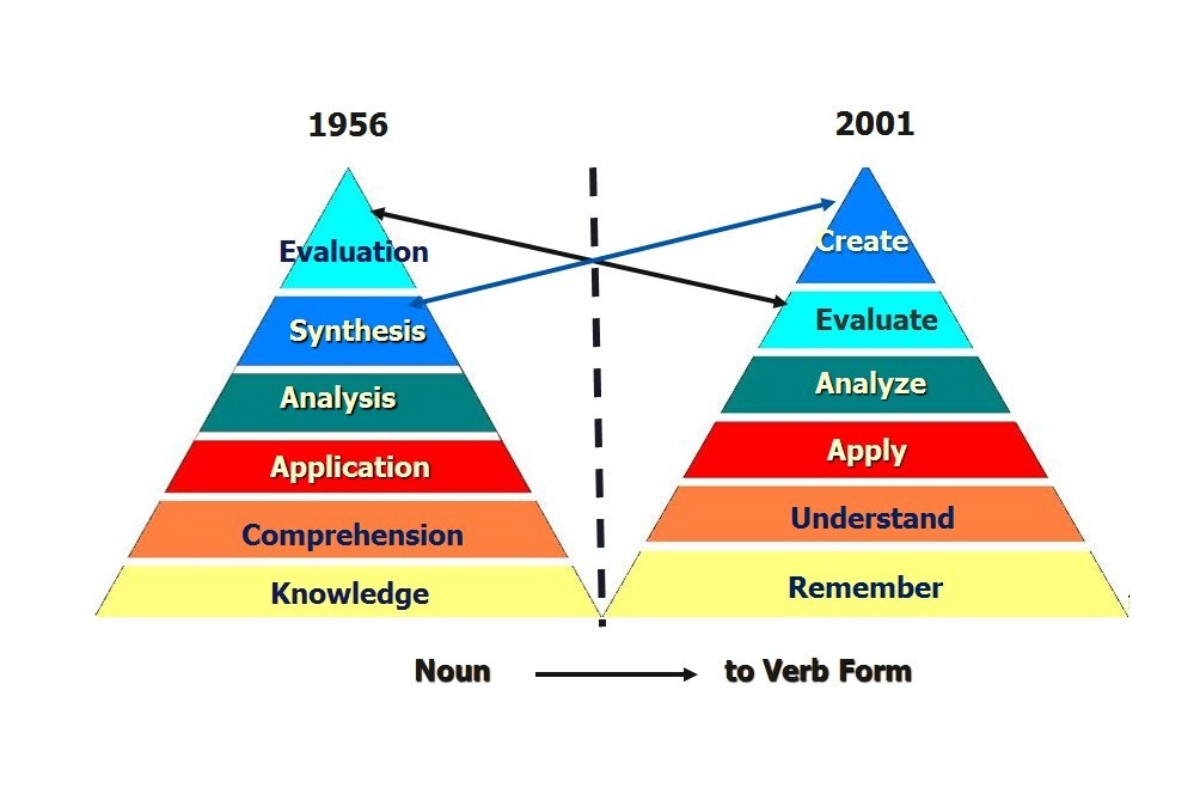 1956
Evaluation
Synthesis
Analysis
Application
Comprehension
Knowledge
2001
Create
Evaluate
Analyze
Apply
Understand
Remember
Noun to Verb Form